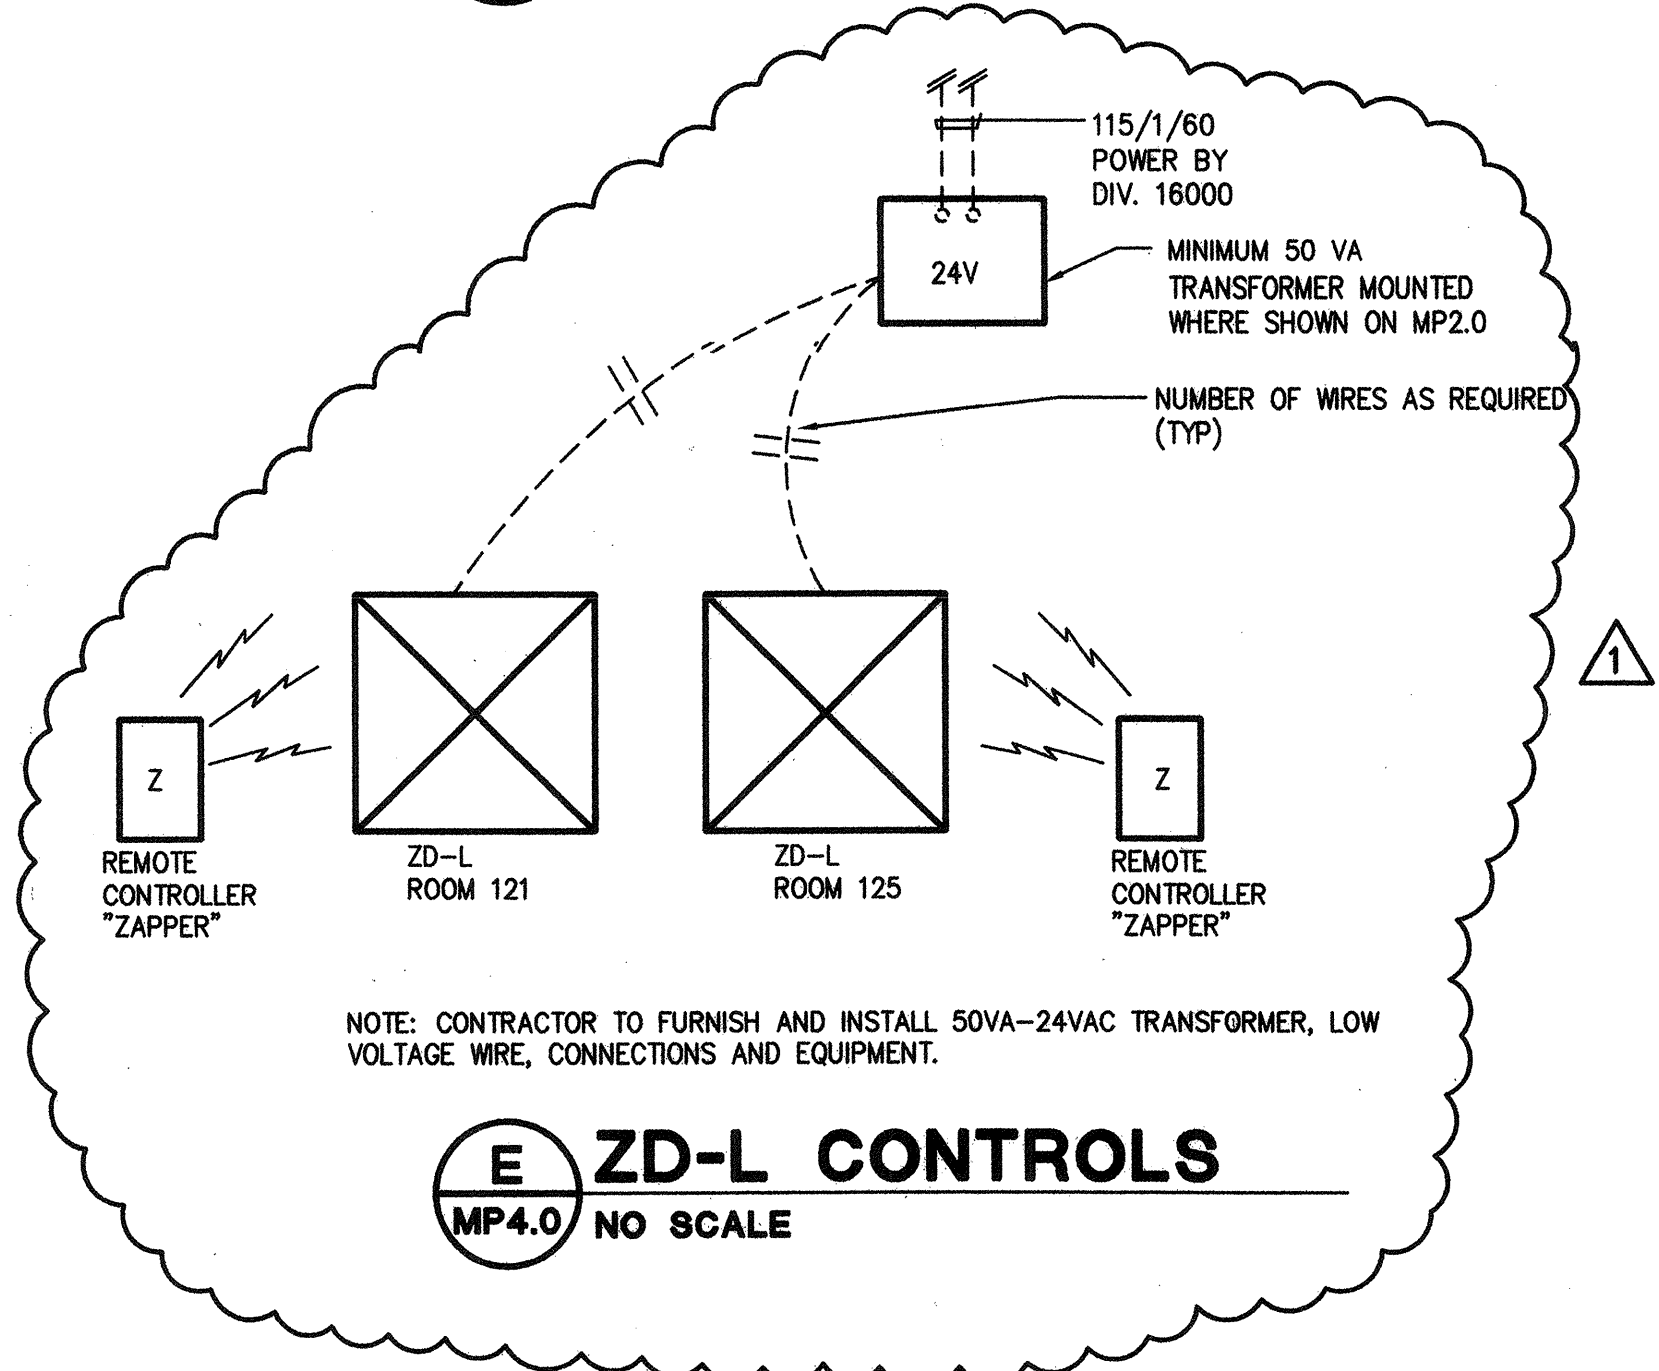 115/1/60
POWER BY
DIV. 16000
24V
MINIMUM 50 VA
TRANSFORMER MOUNTED
WHERE SHOWN ON MP2.0
NUMBER OF WIRES AS REQUIRED
(TYP)
1
Z
Z
REMOTE
CONTROLLER
"ZAPPER"
ZD-L
ROOM 121
ZD-L
ROOM 125
REMOTE
CONTROLLER
"ZAPPER"
NOTE: CONTRACTOR TO FURNISH AND INSTALL 50VA-24VAC TRANSFORMER, LOW
VOLTAGE WIRE, CONNECTIONS AND EQUIPMENT.
E
MP4.0
ZD-L CONTROLS
NO SCALE